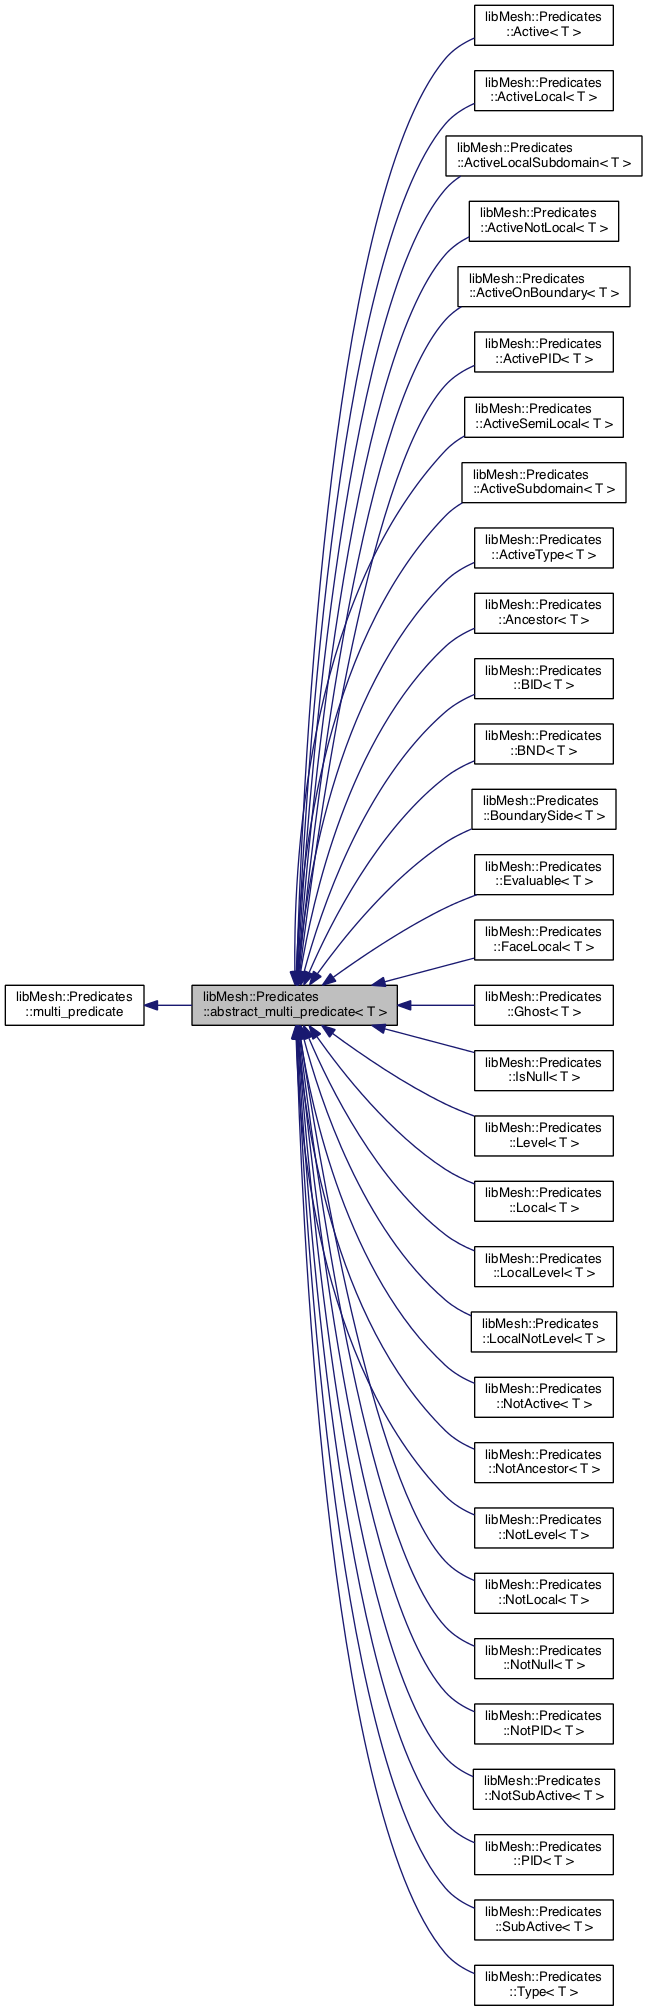 libMesh::Predicates
::Active< T >
libMesh::Predicates
::ActiveLocal< T >
libMesh::Predicates
::ActiveLocalSubdomain< T >
libMesh::Predicates
::ActiveNotLocal< T >
libMesh::Predicates
::ActiveOnBoundary< T >
libMesh::Predicates
::ActivePID< T >
libMesh::Predicates
::ActiveSemiLocal< T >
libMesh::Predicates
::ActiveSubdomain< T >
libMesh::Predicates
::ActiveType< T >
libMesh::Predicates
::Ancestor< T >
libMesh::Predicates
::BID< T >
libMesh::Predicates
::BND< T >
libMesh::Predicates
::BoundarySide< T >
libMesh::Predicates
::Evaluable< T >
libMesh::Predicates
::FaceLocal< T >
libMesh::Predicates
::multi_predicate
libMesh::Predicates
::abstract_multi_predicate< T >
libMesh::Predicates
::Ghost< T >
libMesh::Predicates
::IsNull< T >
libMesh::Predicates
::Level< T >
libMesh::Predicates
::Local< T >
libMesh::Predicates
::LocalLevel< T >
libMesh::Predicates
::LocalNotLevel< T >
libMesh::Predicates
::NotActive< T >
libMesh::Predicates
::NotAncestor< T >
libMesh::Predicates
::NotLevel< T >
libMesh::Predicates
::NotLocal< T >
libMesh::Predicates
::NotNull< T >
libMesh::Predicates
::NotPID< T >
libMesh::Predicates
::NotSubActive< T >
libMesh::Predicates
::PID< T >
libMesh::Predicates
::SubActive< T >
libMesh::Predicates
::Type< T >